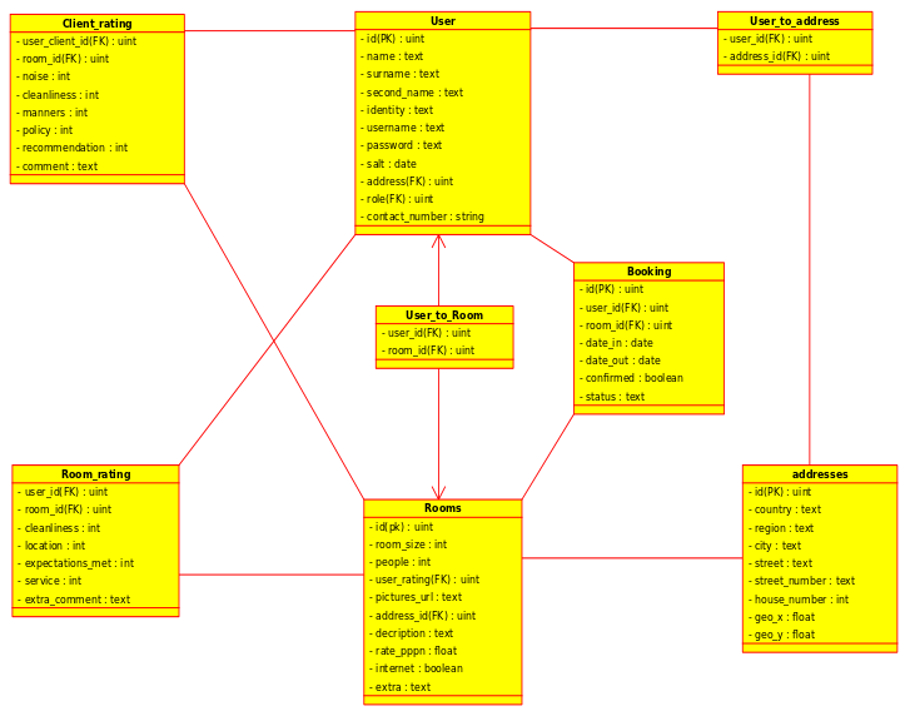 Client_rating
- user_client_id(FK) : uint
- room_id(FK) : uint
- noise : int
- cleanliness : int
- manners : int
- policy : int
- recommendation : int
- comment : text
User
- id(PK) : uint
- name : text
- surname : text
- second_name : text
- identity : text
- username : text
- password : text
- salt : date
- address(FK) : uint
- role(FK) : uint
- contact_number : string
User_to_address
- user_id(FK) : uint
- address_id(FK) : uint
User_to_Room
- user_id(FK) : uint
- room_id(FK) : uint
Booking
- id(PK) : uint
- user_id(FK) : uint
- room_id(FK) : uint
- date_in : date
- date_out : date
- confirmed : boolean
- status : text
Room_rating
- user_id(FK) : uint
- room_id(FK) : uint
- cleanliness : int
- location : int
- expectations_met : int
- service : int
- extra_comment : text
Rooms
- id(pk) : uint
- room_size : int
- people : int
- user_rating(FK) : uint
- pictures_url : text
- address_id(FK) : uint
- decription : text
- rate_pppn : float
- internet : boolean
- extra : text
addresses
- id(PK) : uint
- country : text
- region : text
- city : text
- street : text
- street_number : text
- house_number : int
- geo_x : float
- geo_y : float